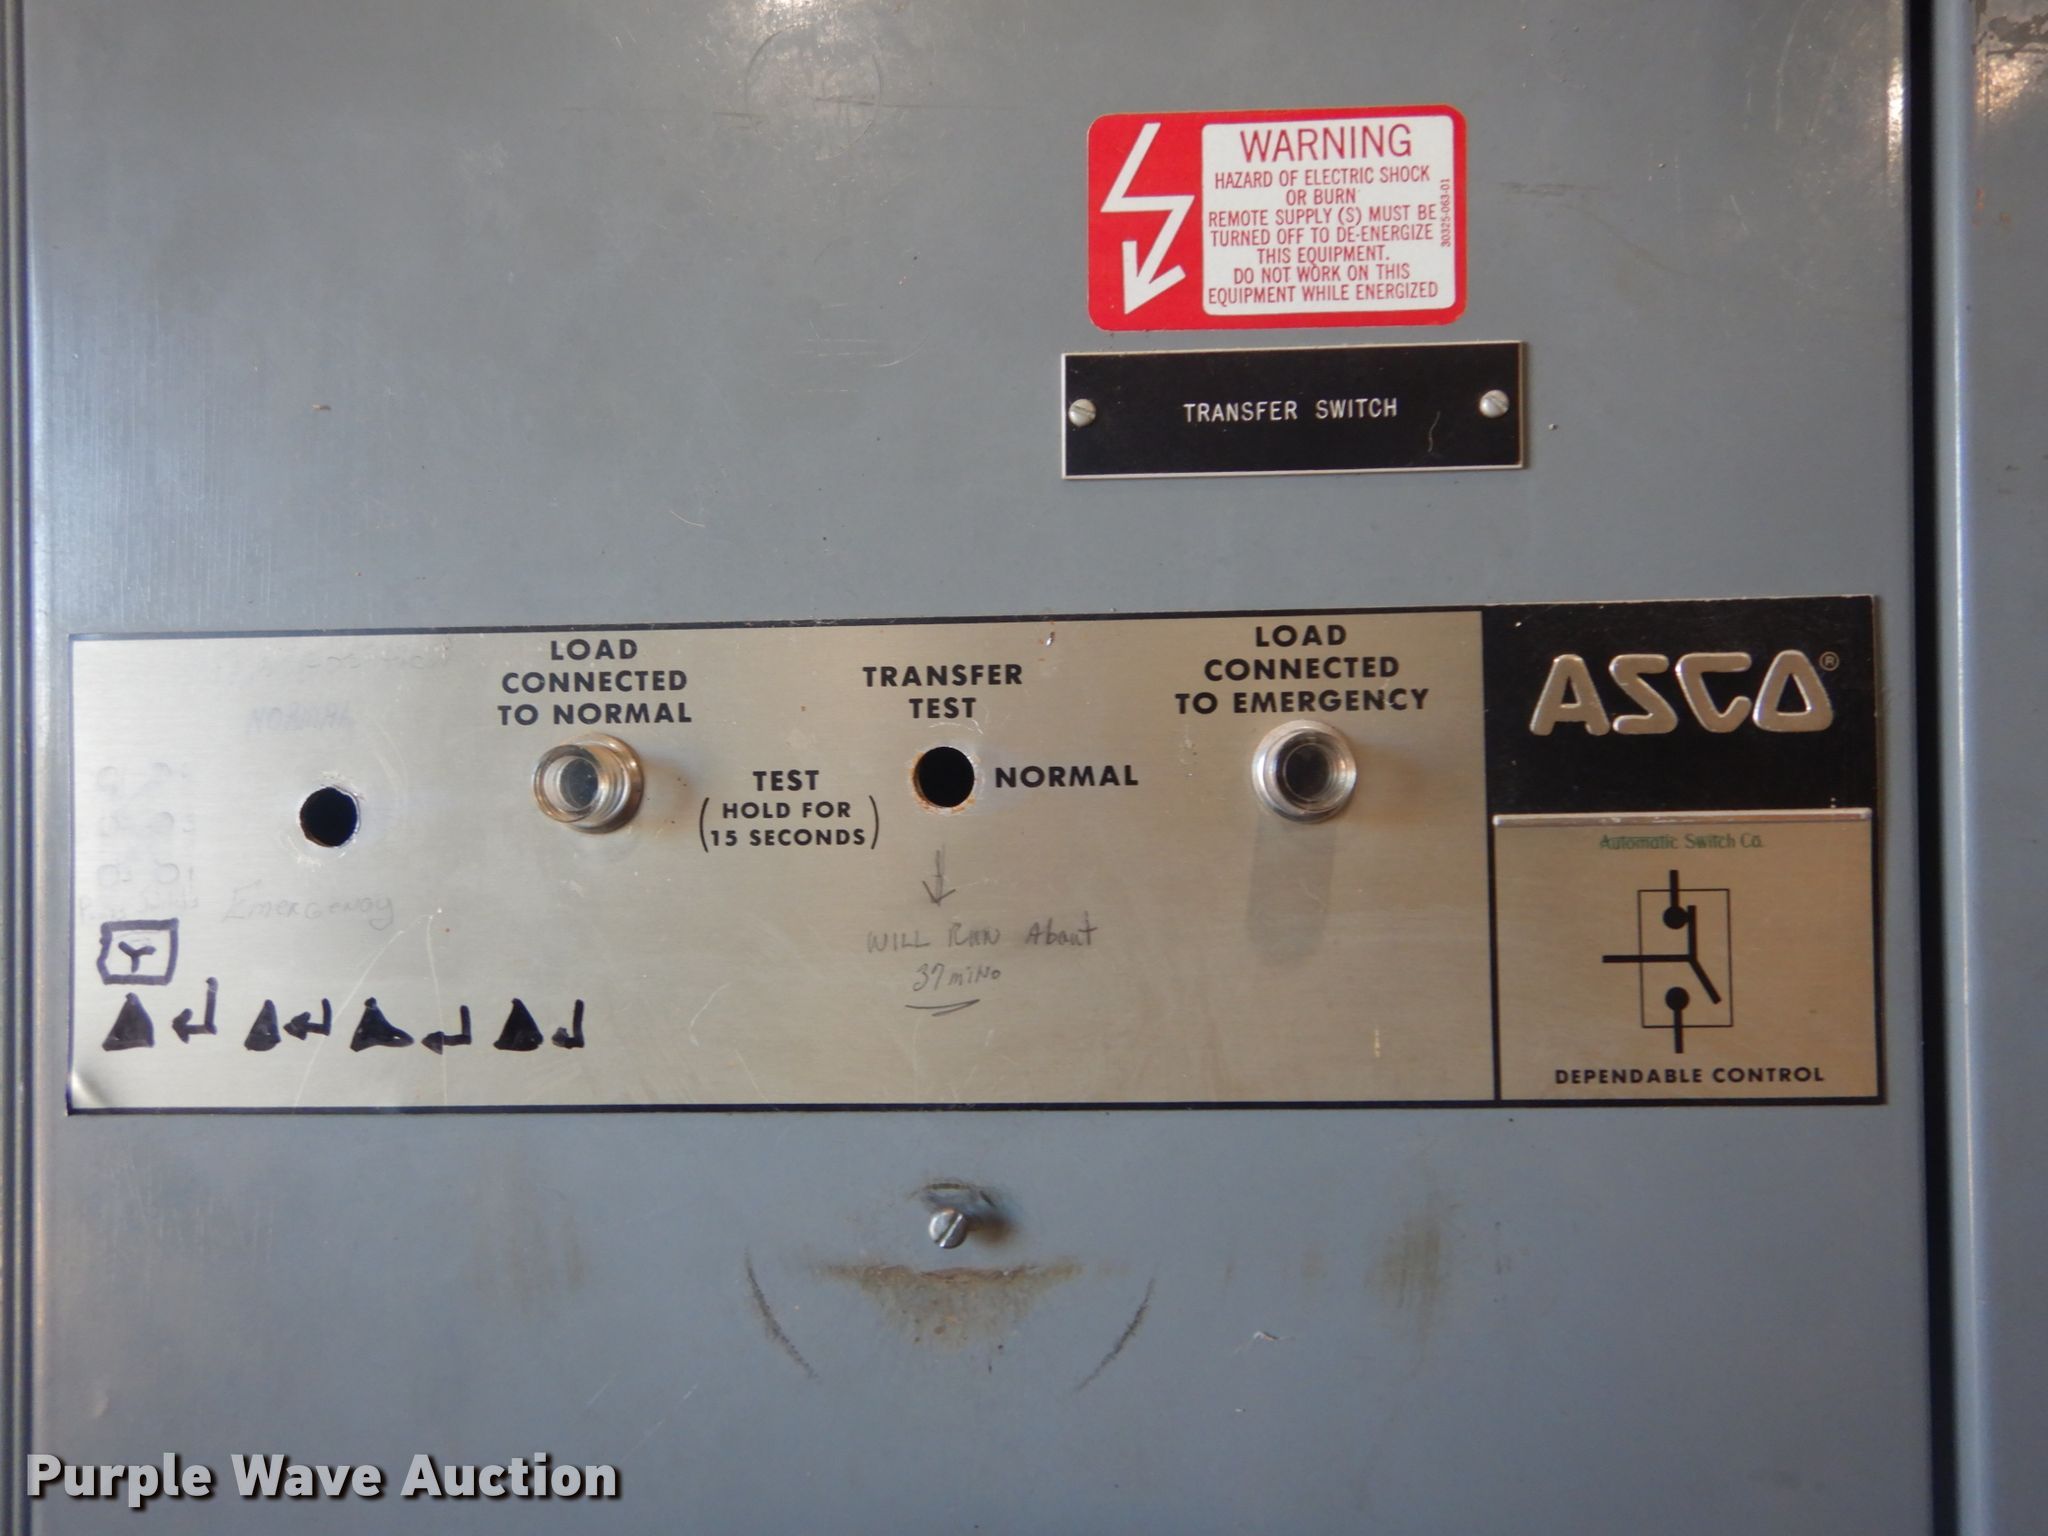 WARNING
HAZARD OF ELECTRIC SHOCK
OR BURN
REMOTE SUPPLY (S) MUST BE
TURNED OFF TO DE-ENERGIZE
THIS EQUIPMENT.
DO NOT WORK ON THIS
EQUIPMENT WHILE ENERGIZED
30325-063-01
TRANSFER SWITCH
LOAD
CONNECTED
TO NORMAL
TRANSFER
TEST
LOAD
CONNECTED
TO EMERGENCY
TEST
(HOLD FOR
15 SECONDS)
NORMAL
NORMAL
Emergency
Y
WILL RUN About
37 miNo
ASCO®
Automatic Switch Co.
DEPENDABLE CONTROL
Purple Wave Auction